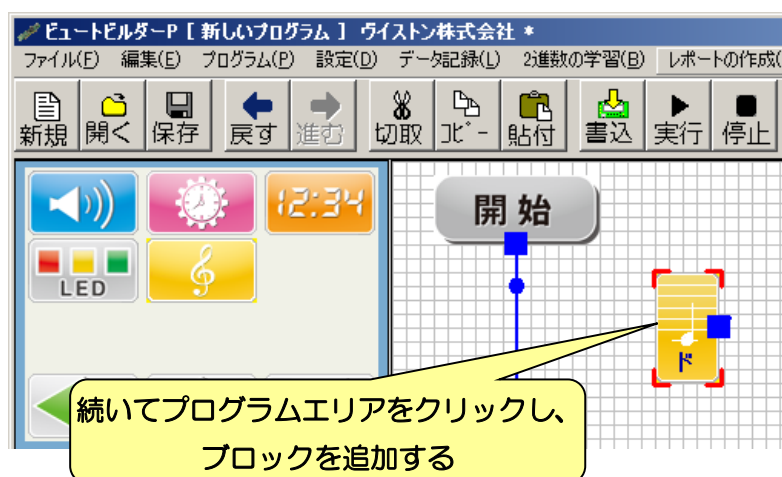 ビュートビルダーP [ 新しいプログラム ] ヴイストン株式会社 *
ファイル(F) 編集(E) プログラム(P) 設定(D) データ記録(L) 2進数の学習(B) レポートの作成(
新規 開く 保存 戻す 進む 切取 コピー 貼付 書込 実行 停止
12:34
LED
開始
ド
続いてプログラムエリアをクリックし、
ブロックを追加する